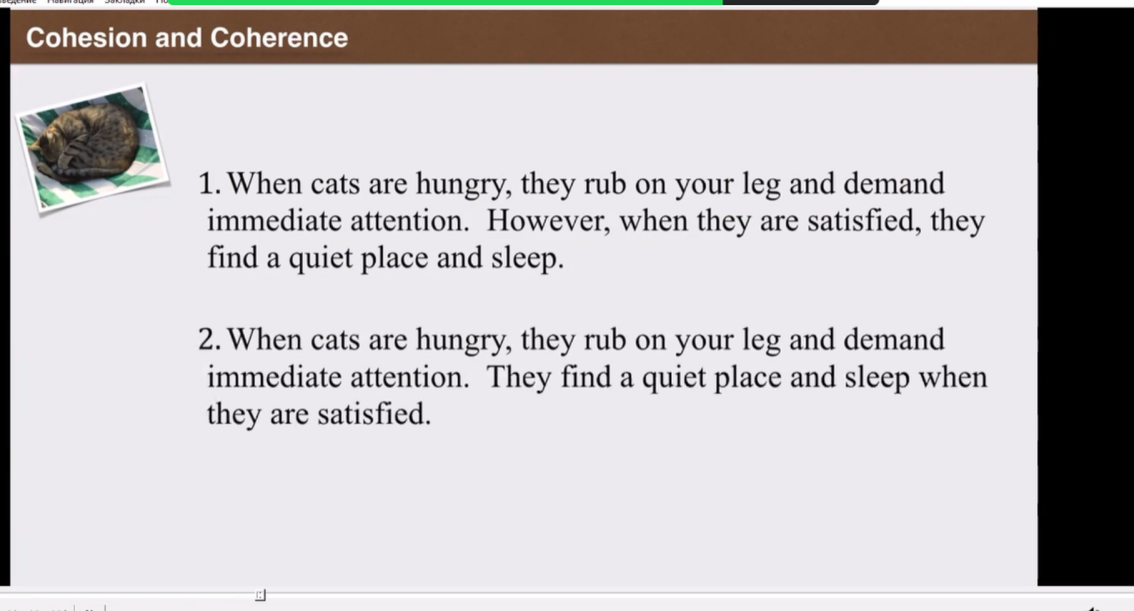 Навигация Закладки
Cohesion and Coherence
1. When cats are hungry, they rub on your leg and demand
immediate attention.  However, when they are satisfied, they
find a quiet place and sleep.
2. When cats are hungry, they rub on your leg and demand
immediate attention.  They find a quiet place and sleep when
they are satisfied.